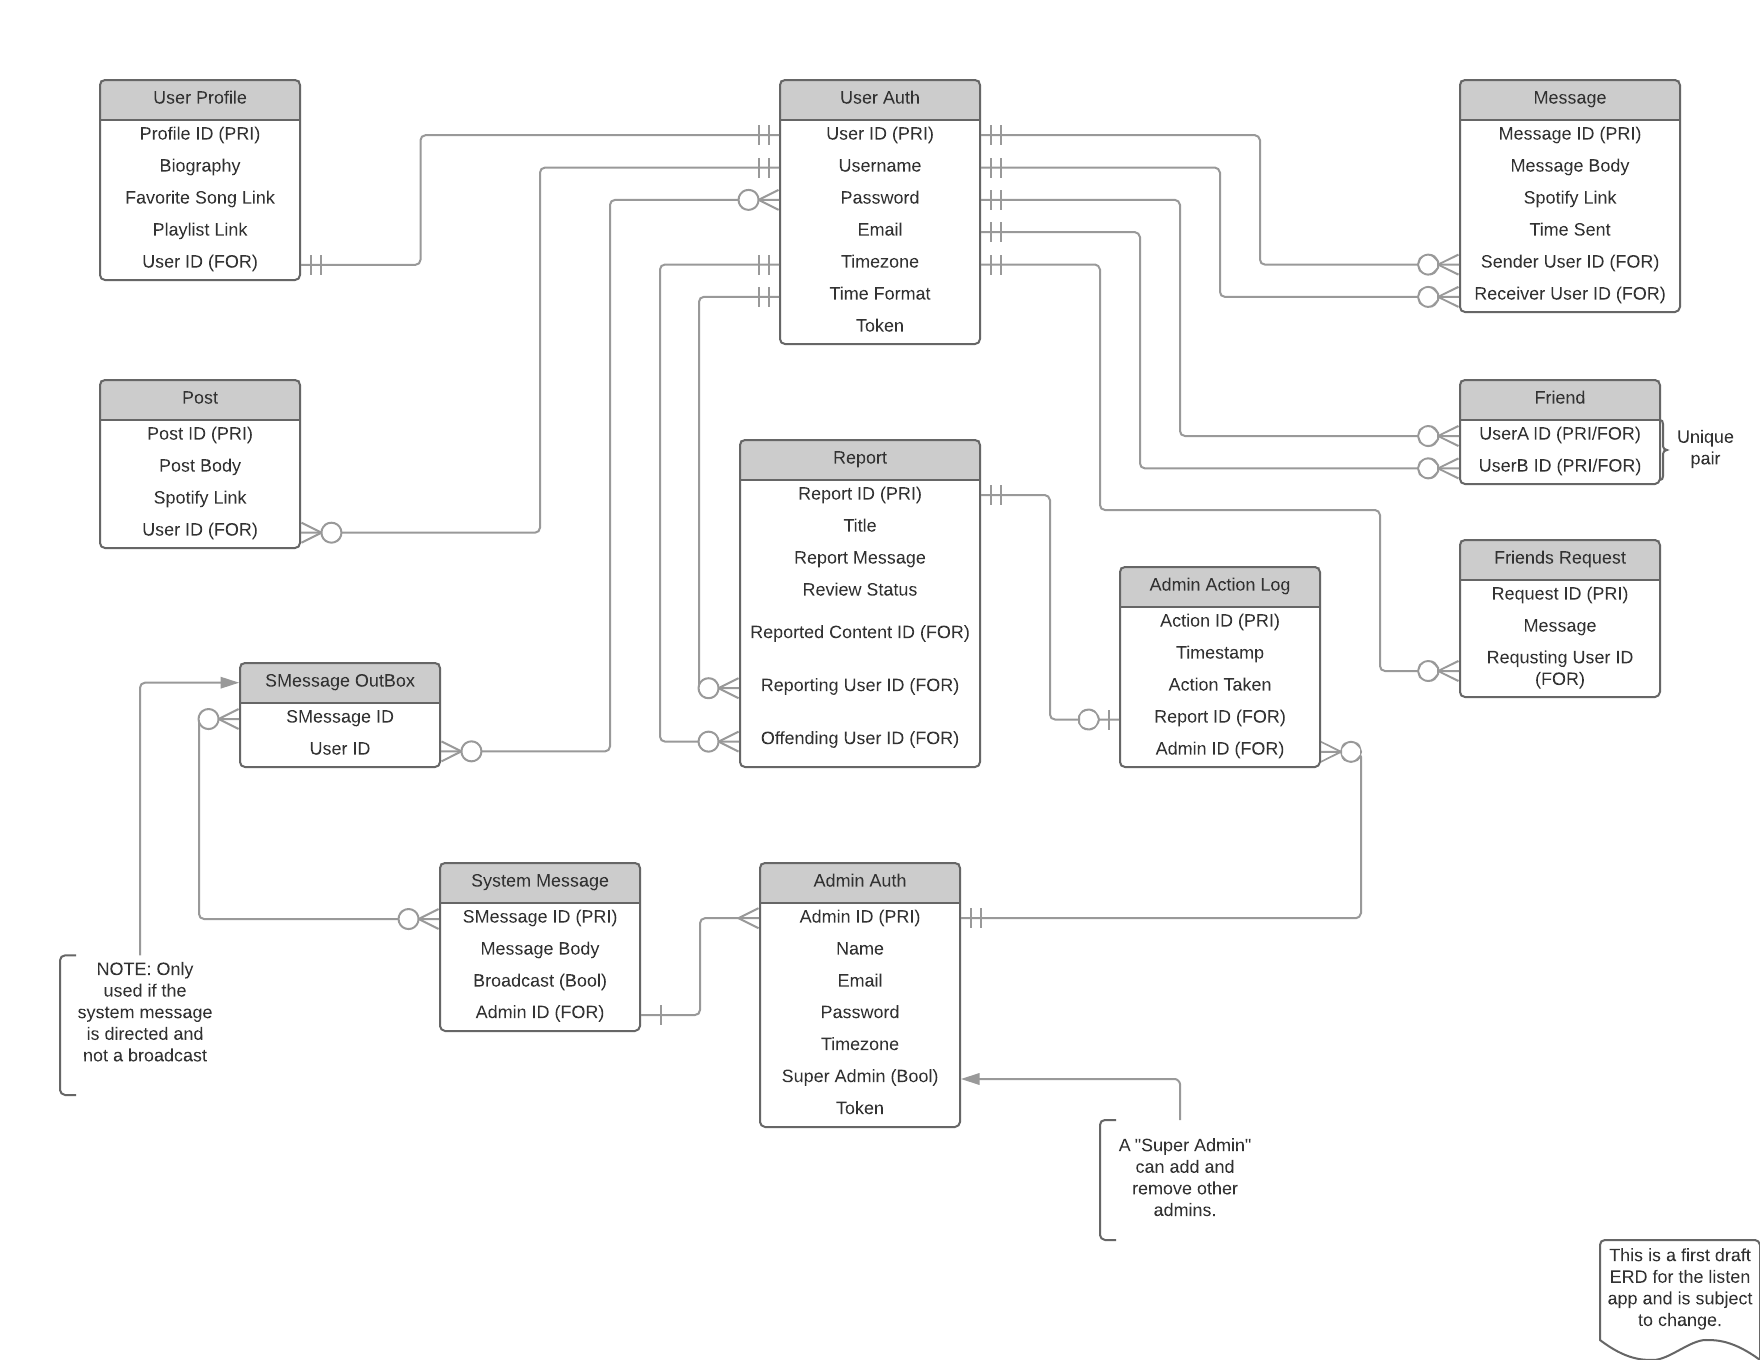 User Profile
Profile ID (PRI)
Biography
Favorite Song Link
Playlist Link
User ID (FOR)
User Auth
User ID (PRI)
Username
Password
Email
Timezone
Time Format
Token
Message
Message ID (PRI)
Message Body
Spotify Link
Time Sent
Sender User ID (FOR)
Receiver User ID (FOR)
Post
Post ID (PRI)
Post Body
Spotify Link
User ID (FOR)
Report
Report ID (PRI)
Title
Report Message
Review Status
Reported Content ID (FOR)
Reporting User ID (FOR)
Offending User ID (FOR)
Friend
UserA ID (PRI/FOR)
UserB ID (PRI/FOR)
Unique
pair
Admin Action Log
Action ID (PRI)
Timestamp
Action Taken
Report ID (FOR)
Admin ID (FOR)
Friends Request
Request ID (PRI)
Message
Requsting User ID
(FOR)
SMessage OutBox
SMessage ID
User ID
System Message
SMessage ID (PRI)
Message Body
Broadcast (Bool)
Admin ID (FOR)
Admin Auth
Admin ID (PRI)
Name
Email
Password
Timezone
Super Admin (Bool)
Token
NOTE: Only
used if the
system message
is directed and
not a broadcast
A "Super Admin"
can add and
remove other
admins.
This is a first draft
ERD for the listen
app and is subject
to change.